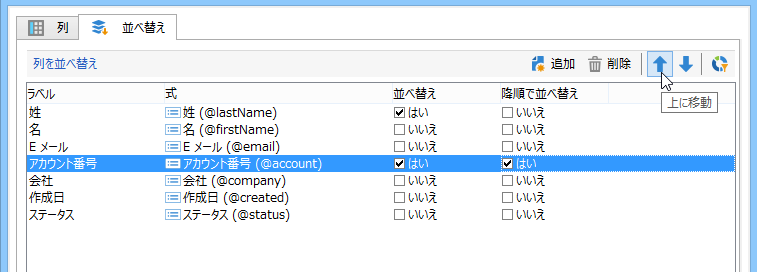 列 並べ替え
列を並べ替え 追加 削除
上に移動
ラベル 式 並べ替え 降順で並べ替え
姓 姓 (@lastName) はい いいえ
名 名 (@firstName) いいえ いいえ
E メール E メール (@email) いいえ いいえ
アカウント番号 アカウント番号 (@account) はい はい
会社 会社 (@company) いいえ いいえ
作成日 作成日 (@created) いいえ いいえ
ステータス ステータス (@status) いいえ いいえ